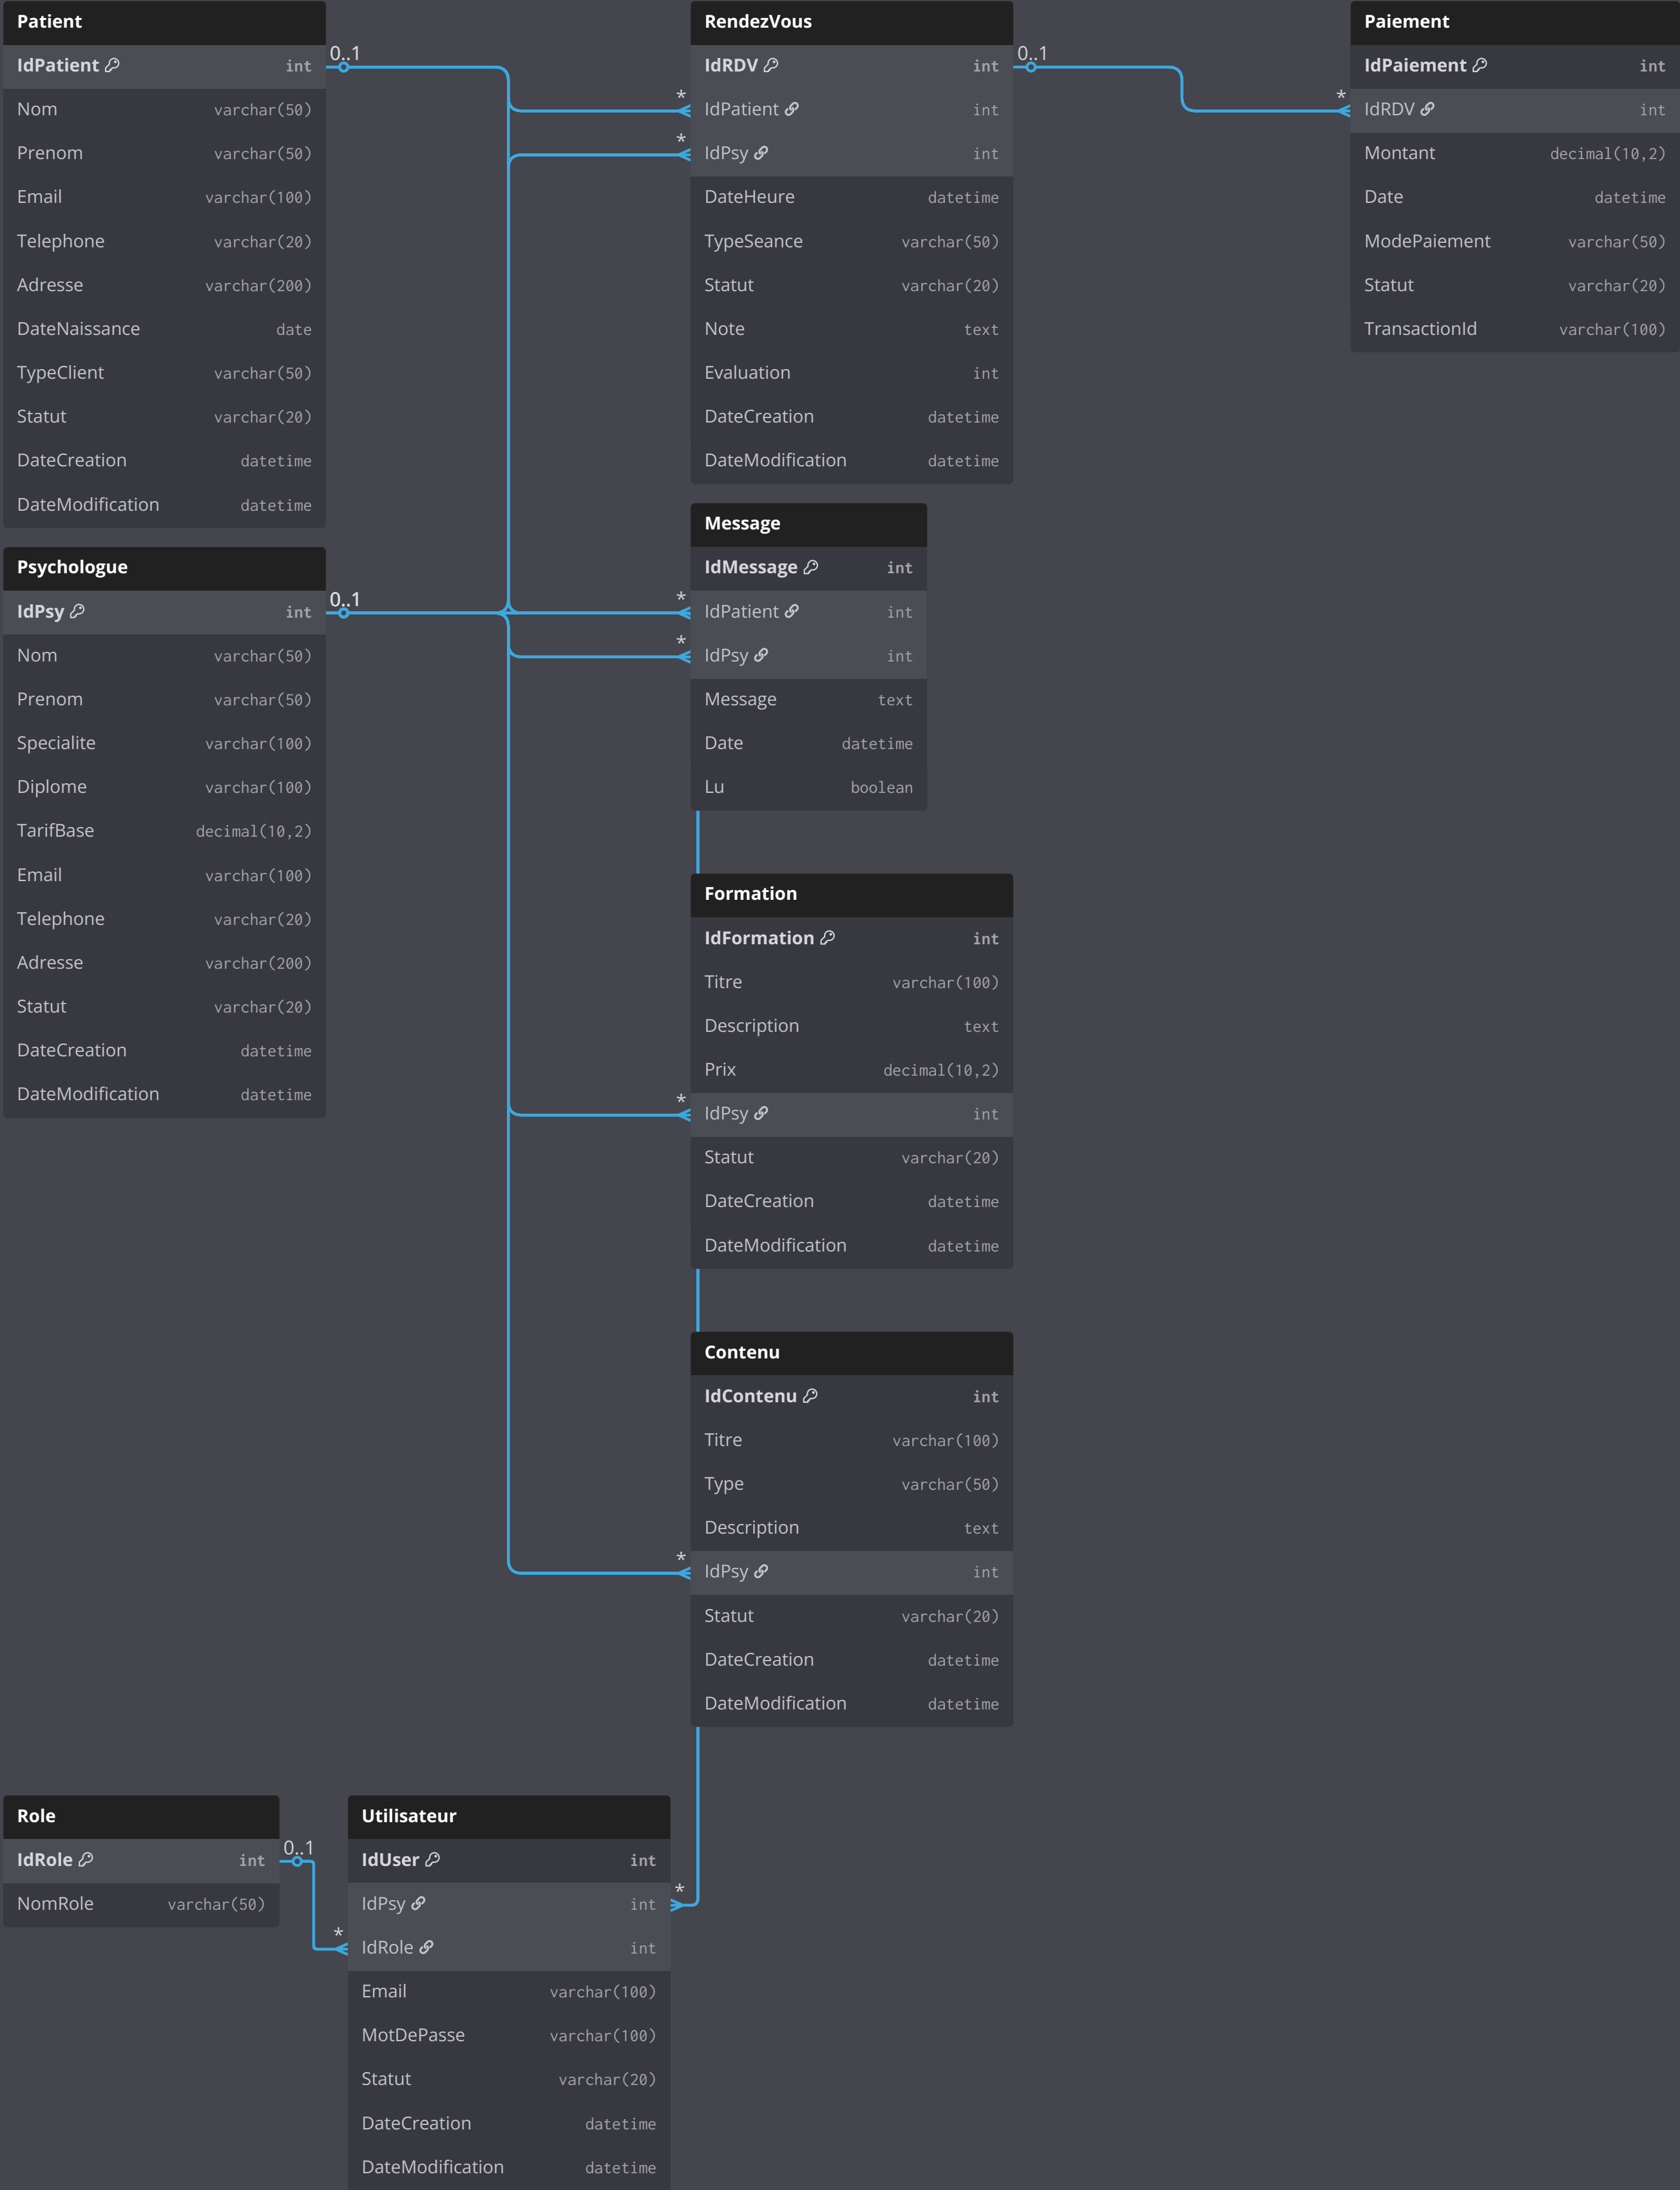 Patient
IdPatient int
Nom varchar(50)
Prenom varchar(50)
Email varchar(100)
Telephone varchar(20)
Adresse varchar(200)
DateNaissance date
TypeClient varchar(50)
Statut varchar(20)
DateCreation datetime
DateModification datetime
0..1
RendezVous
IdRDV int
* IdPatient int
* IdPsy int
DateHeure datetime
TypeSeance varchar(50)
Statut varchar(20)
Note text
Evaluation int
DateCreation datetime
DateModification datetime
0..1
Paiement
IdPaiement int
* IdRDV int
Montant decimal(10,2)
Date datetime
ModePaiement varchar(50)
Statut varchar(20)
TransactionId varchar(100)
Psychologue
IdPsy int
Nom varchar(50)
Prenom varchar(50)
Specialite varchar(100)
Diplome varchar(100)
TarifBase decimal(10,2)
Email varchar(100)
Telephone varchar(20)
Adresse varchar(200)
Statut varchar(20)
DateCreation datetime
DateModification datetime
0..1
Message
IdMessage int
* IdPatient int
* IdPsy int
Message text
Date datetime
Lu boolean
Formation
IdFormation int
Titre varchar(100)
Description text
Prix decimal(10,2)
* IdPsy int
Statut varchar(20)
DateCreation datetime
DateModification datetime
Contenu
IdContenu int
Titre varchar(100)
Type varchar(50)
Description text
* IdPsy int
Statut varchar(20)
DateCreation datetime
DateModification datetime
Role
IdRole int
NomRole varchar(50)
0..1
Utilisateur
IdUser int
IdPsy int *
* IdRole int
Email varchar(100)
MotDePasse varchar(100)
Statut varchar(20)
DateCreation datetime
DateModification datetime